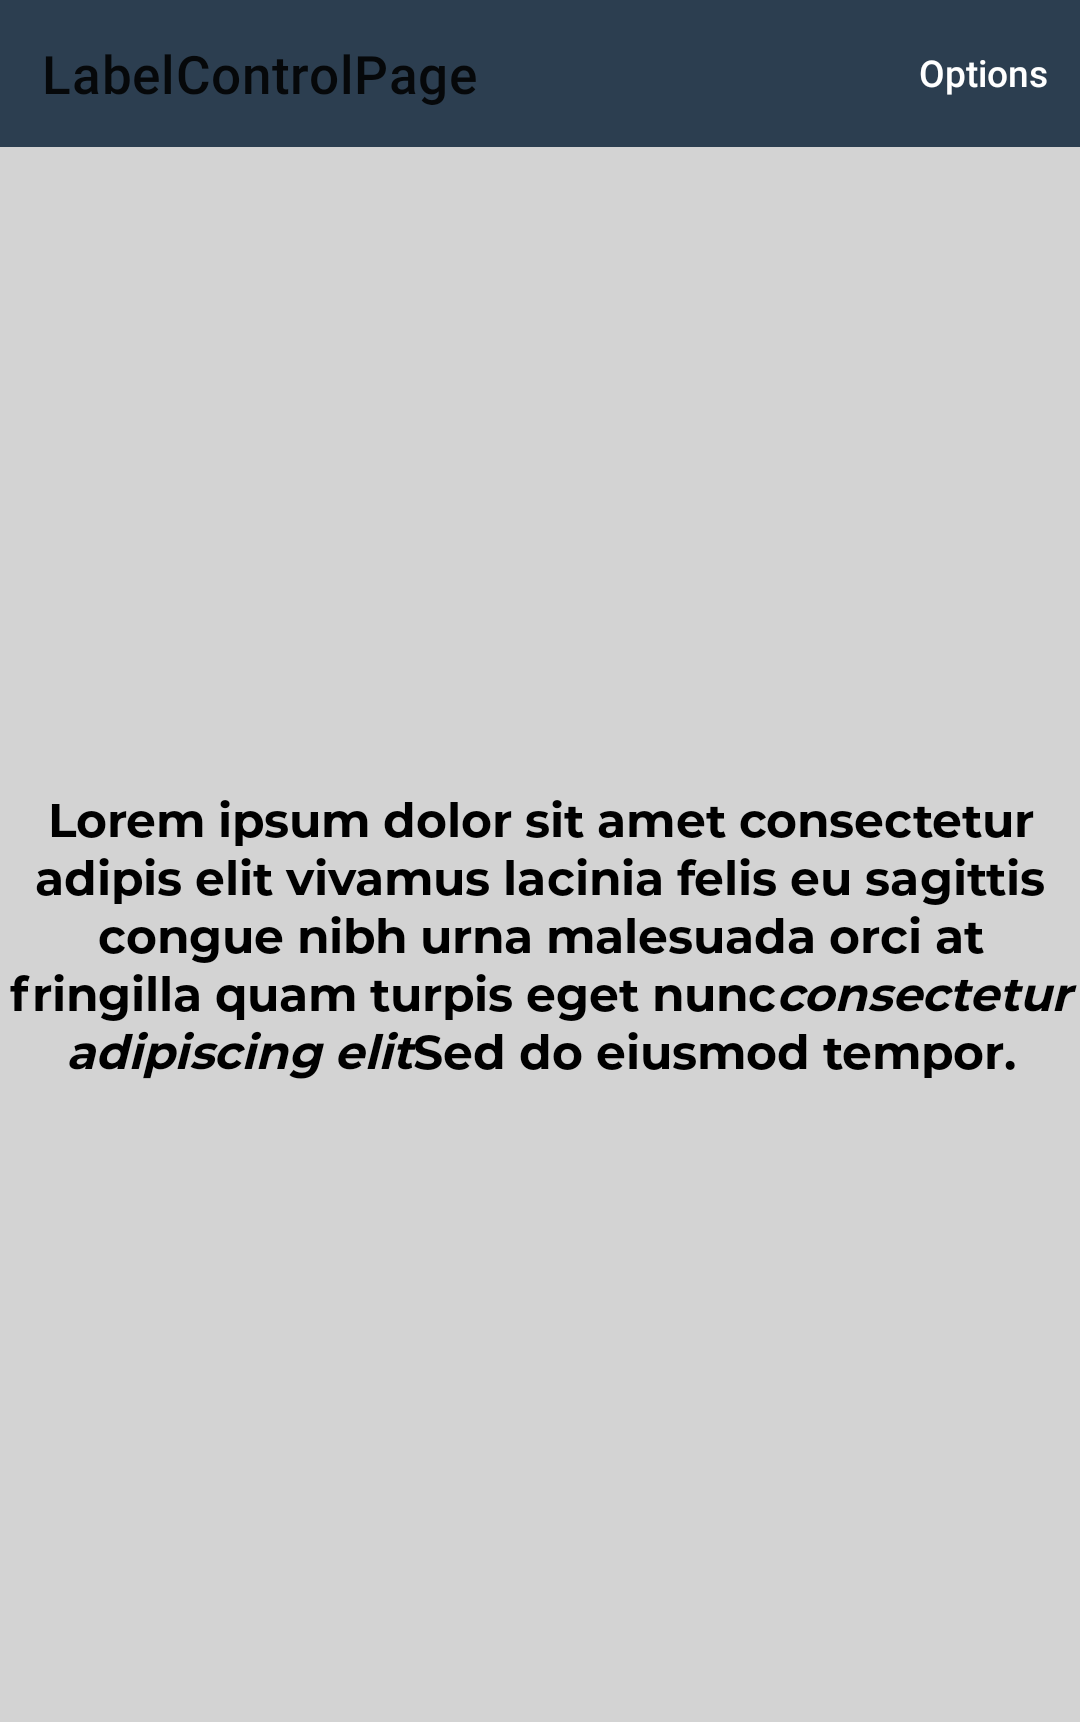 LabelControlPage
Options
Lorem ipsum dolor sit amet consectetur
adipis elit vivamus lacinia felis eu sagittis
congue nibh urna malesuada orci at
fringilla quam turpis eget nuncconsectetur
adipiscing elitSed do eiusmod tempor.